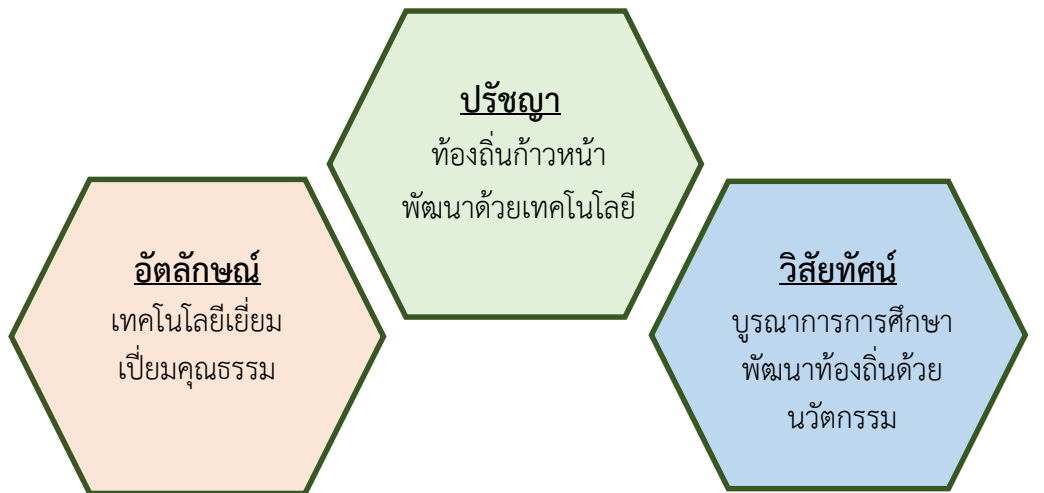 ปรัชญา
ท้องถิ่นก้าวหน้า
พัฒนาด้วยเทคโนโลยี
อัตลักษณ์
เทคโนโลยีเยี่ยม
เปี่ยมคุณธรรม
วิสัยทัศน์
บูรณาการการศึกษา
พัฒนาท้องถิ่นด้วย
นวัตกรรม